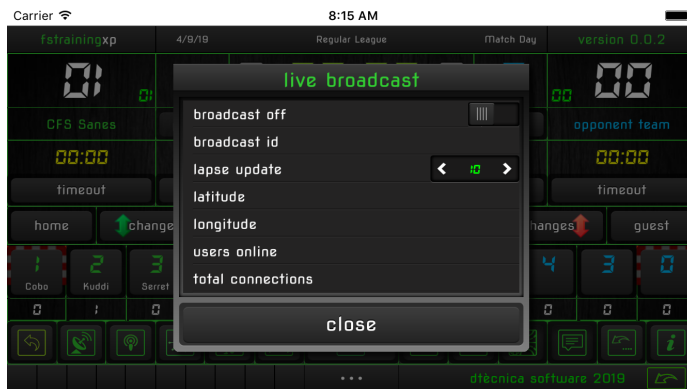 Carrier 8:15 AM
fstrainingxp 4/9/19 Regular League Match Day version 0.0.2
live broadcast
01 01 00 00
broadcast off
CFS Sanes opponent team
broadcast id
00:00 lapse update 10 00:00
timeout latitude timeout
home change longitude hanges guest
users online
1 2 3 4 3 0
total connections
Cobo Kuddi Serret
0 1 0 0 0 0
close
dtècnica software 2019